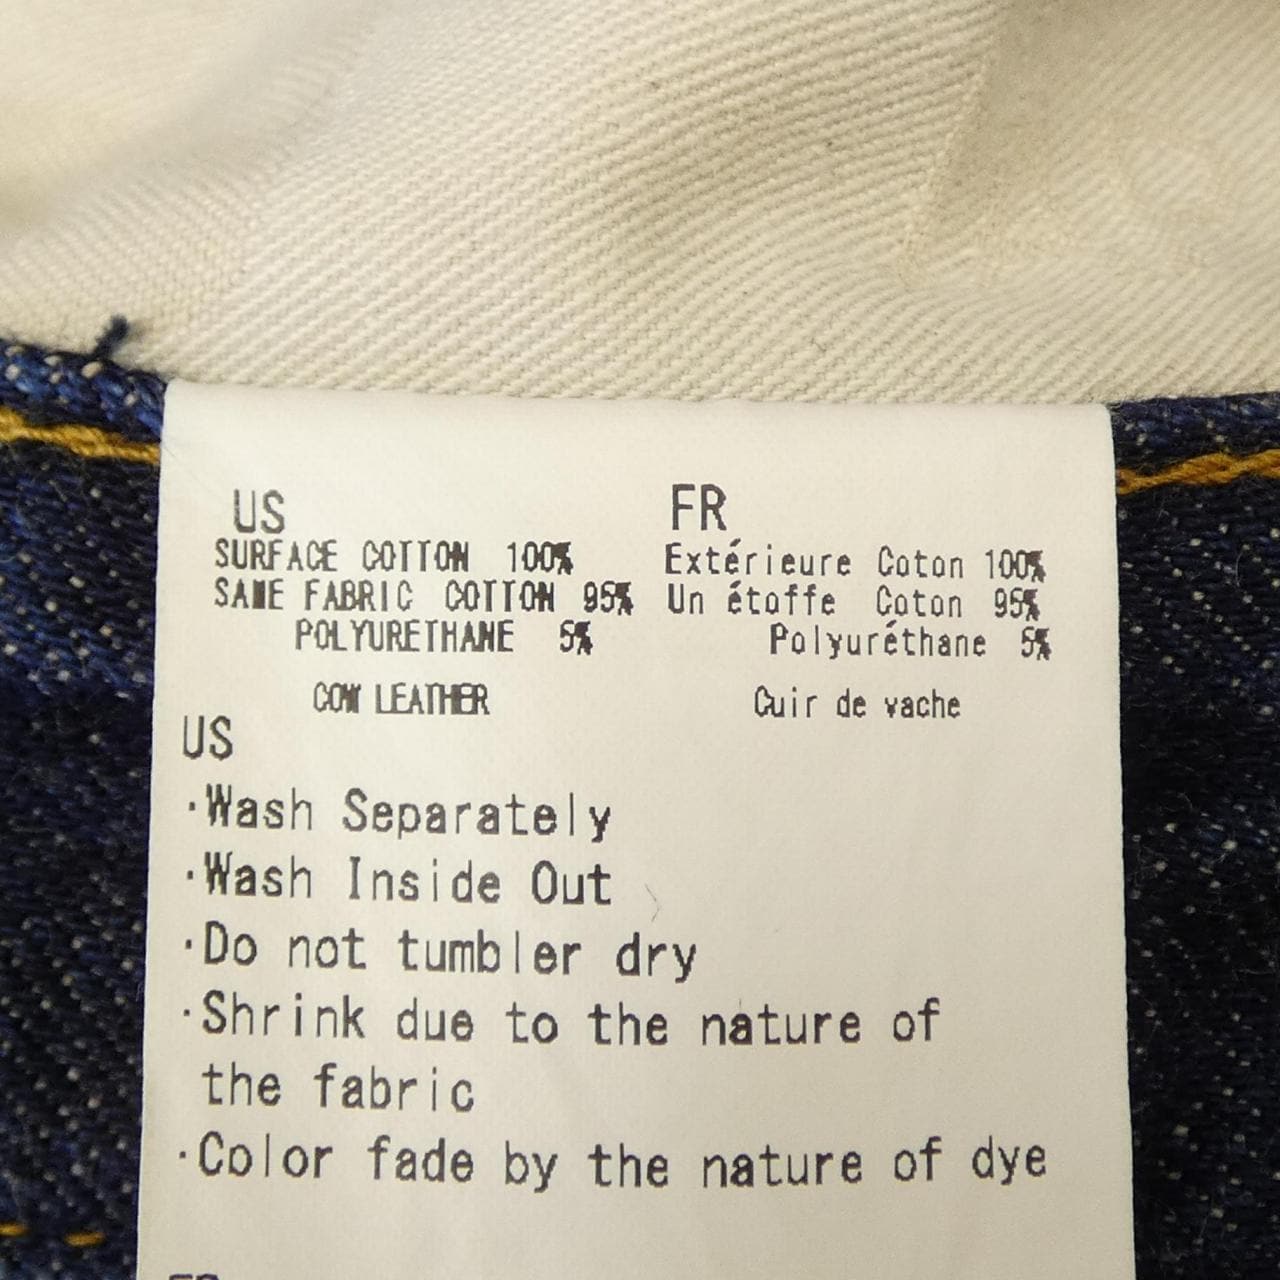 US
SURFACE COTTON 100%
SAME FABRIC COTTON 95%
POLYURETHANE 5%
COW LEATHER
FR
Extérieure Coton 100%
Un étoffe Coton 95%
Polyuréthane 5%
Cuir de vache
US
·Wash Separately
·Wash Inside Out
·Do not tumbler dry
·Shrink due to the nature of
the fabric
·Color fade by the nature of dye